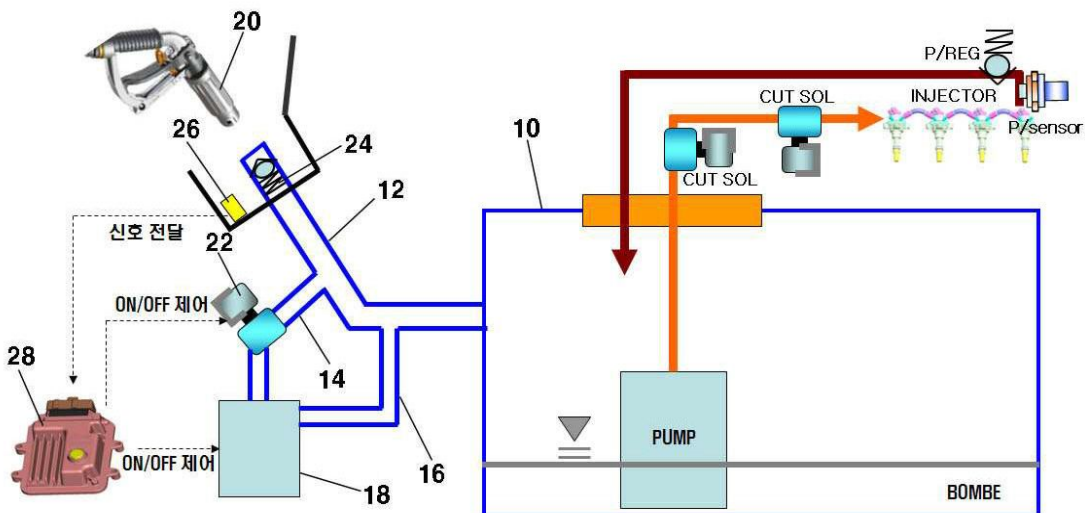 20
P/REG
CUT SOL
INJECTOR
P/sensor
26
24
10
CUT SOL
12
신호 전달
22
ON/OFF 제어
28
14
PUMP
ON/OFF 제어
18
16
BOMBE